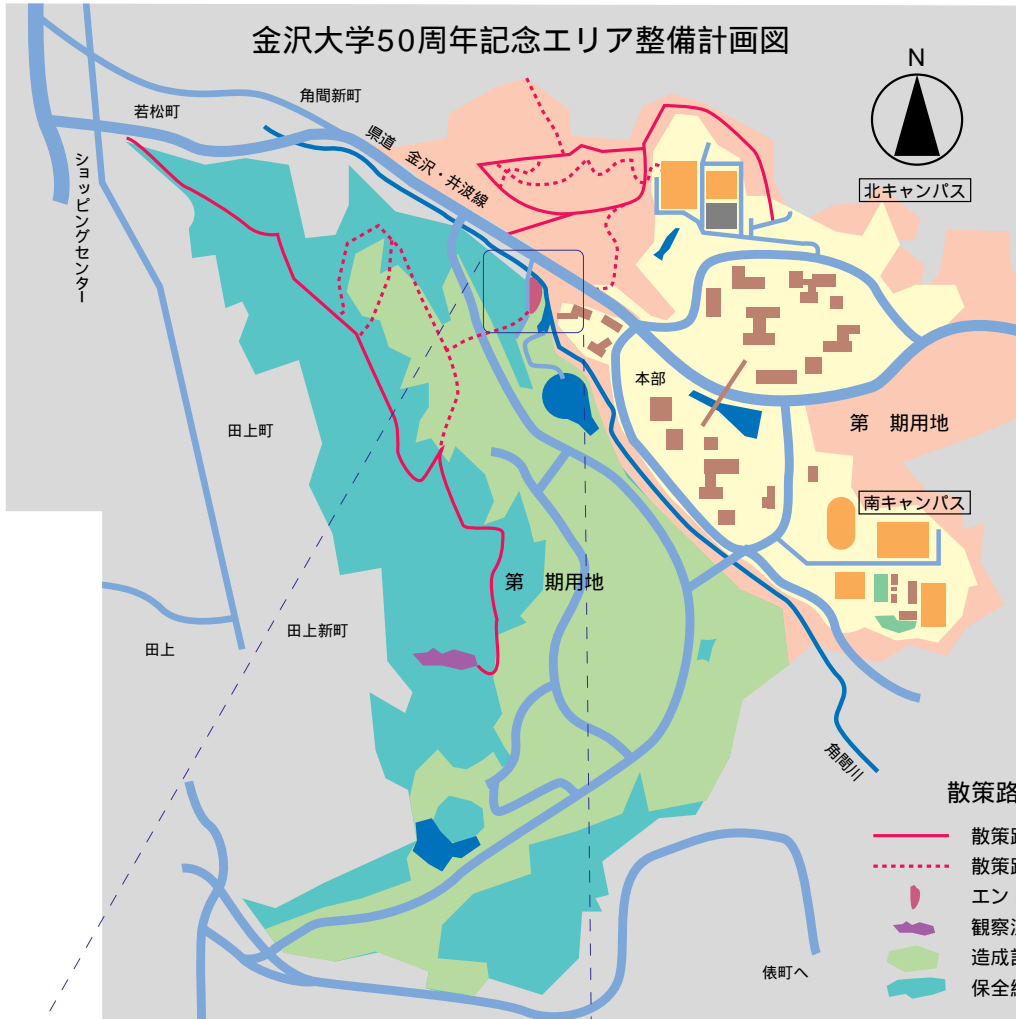 金沢大学50周年記念エリア整備計画図
N
若松町
角間新町
県道 金沢・井波線
ショッピングセンター
北キャンパス
本部
田上町
第 期用地
南キャンパス
第 期用地
田上新町
田上
角間川
俵町へ
散策路
散策路
エン
観察
造成
保全